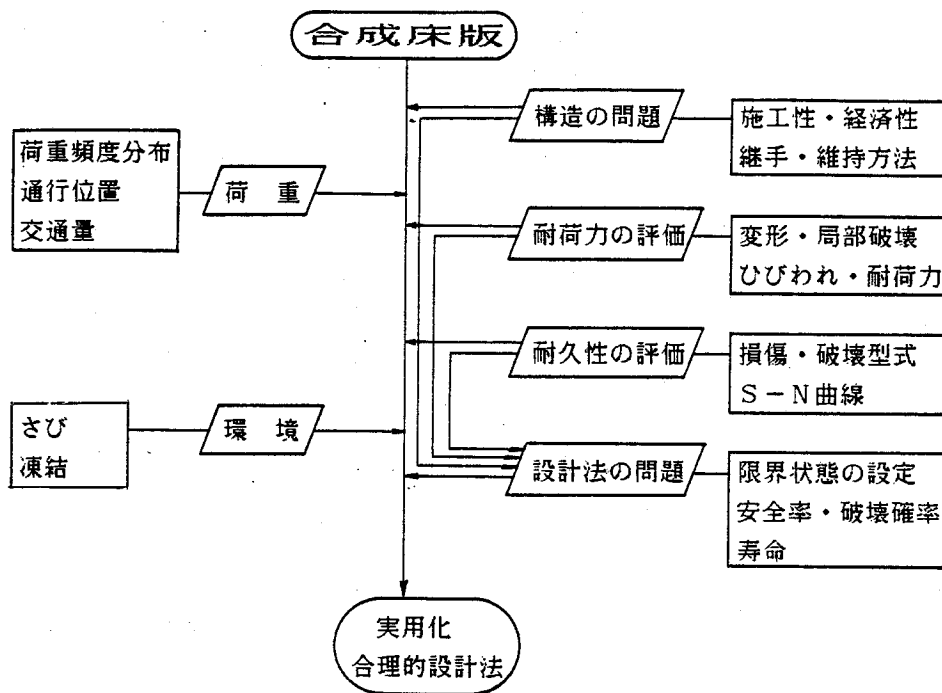 合成床版
構造の問題
施工性・経済性
継手・維持方法
荷重頻度分布
通行位置
交通量
荷　重
耐荷力の評価
変形・局部破壊
ひびわれ・耐荷力
耐久性の評価
損傷・破壊型式
Ｓ－Ｎ曲線
さび
凍結
環　境
設計法の問題
限界状態の設定
安全率・破壊確率
寿命
実用化
合理的設計法